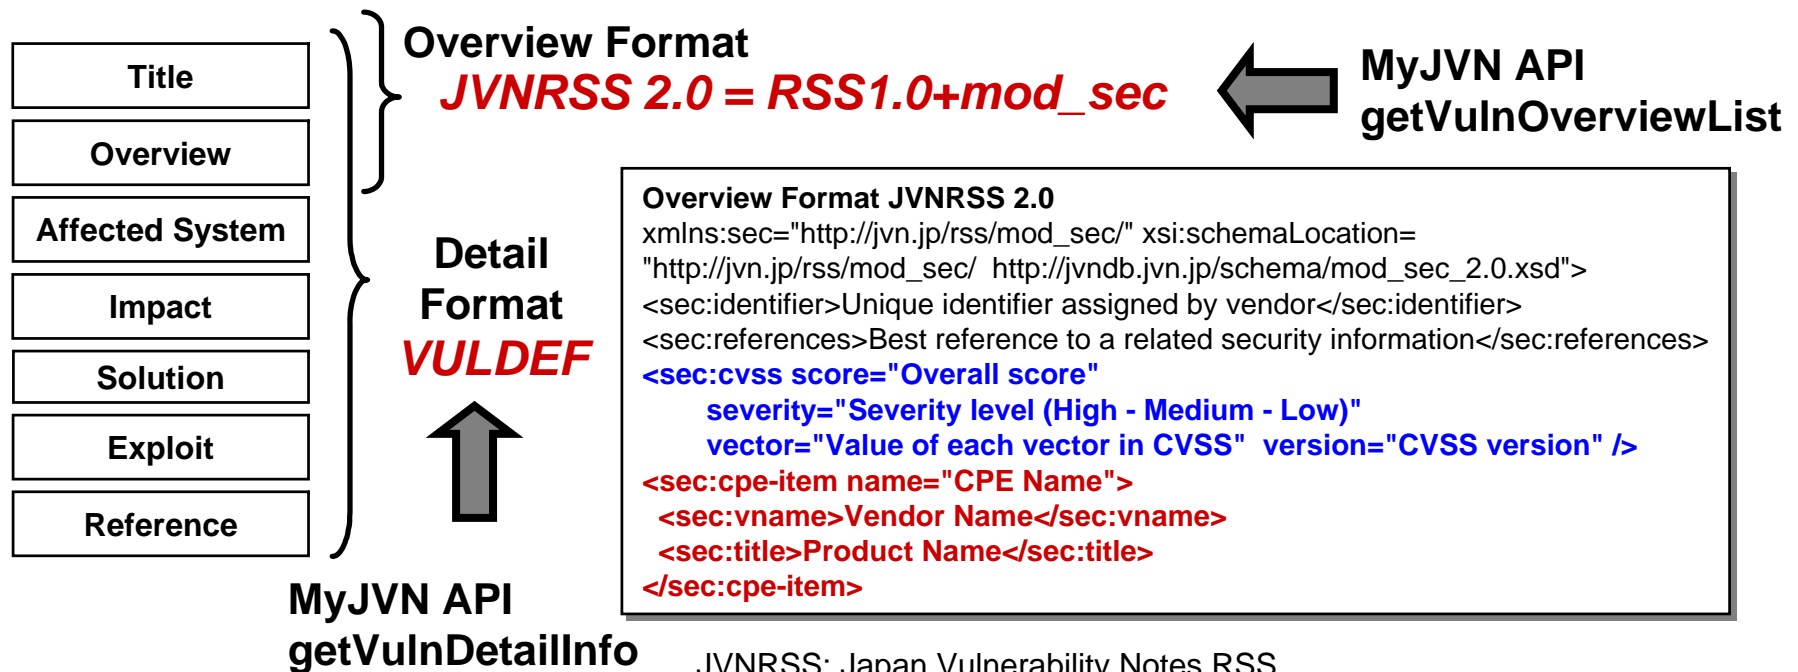 Title
Overview
Affected System
Impact
Solution
Exploit
Reference
Overview Format
JVNRSS 2.0 = RSS1.0+mod_sec
MyJVN API
getVulnOverviewList
Detail
Format
VULDEF
MyJVN API
getVulnDetailInfo
Overview Format JVNRSS 2.0
xmlns:sec="http://jvn.jp/rss/mod_sec/" xsi:schemaLocation=
"http://jvn.jp/rss/mod_sec/  http://jvndb.jvn.jp/schema/mod_sec_2.0.xsd">
<sec:identifier>Unique identifier assigned by vendor</sec:identifier>
<sec:references>Best reference to a related security information</sec:references>
<sec:cvss score="Overall score"
severity="Severity level (High - Medium - Low)"
vector="Value of each vector in CVSS"  version="CVSS version" />
<sec:cpe-item name="CPE Name">
<sec:vname>Vendor Name</sec:vname>
<sec:title>Product Name</sec:title>
</sec:cpe-item>
JVNRSS: Japan Vulnerability Notes RSS